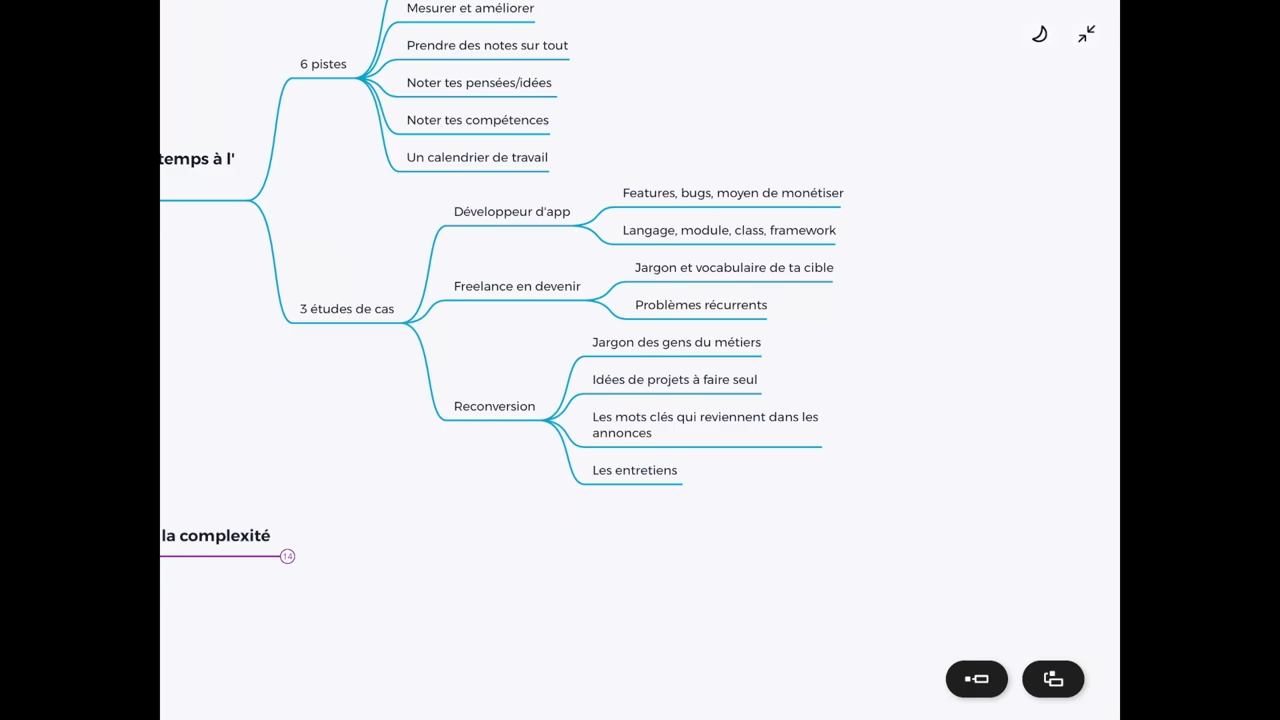 Mesurer et améliorer
Prendre des notes sur tout
6 pistes
Noter tes pensées/idées
Noter tes compétences
temps à l'
Un calendrier de travail
Features, bugs, moyen de monétiser
Développeur d'app
Langage, module, class, framework
Jargon et vocabulaire de ta cible
Freelance en devenir
Problèmes récurrents
3 études de cas
Jargon des gens du métiers
Idées de projets à faire seul
Reconversion
Les mots clés qui reviennent dans les
annonces
Les entretiens
la complexité
14